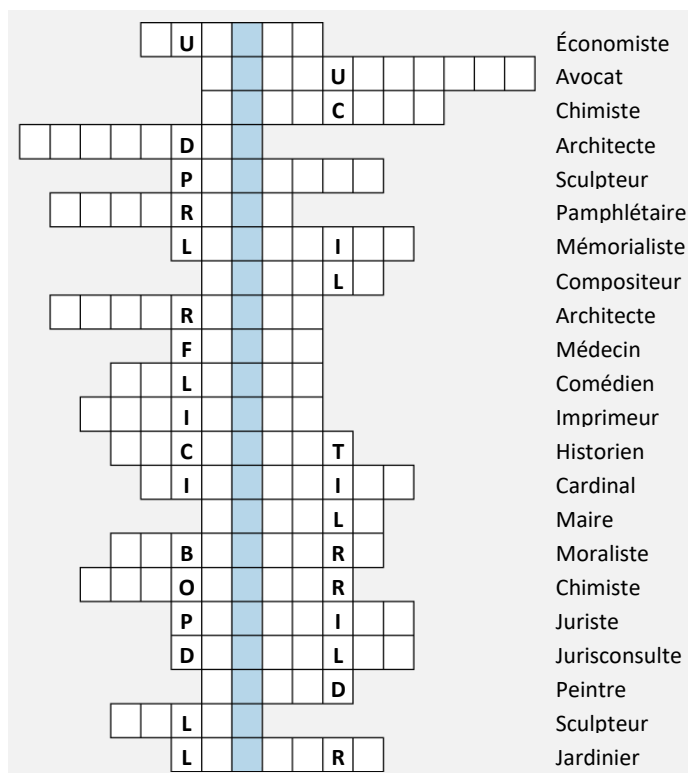 U Économiste
U Avocat
C Chimiste
D Architecte
P Sculpteur
R Pamphlétaire
L I Mémorialiste
L Compositeur
R Architecte
F Médecin
L Comédien
I Imprimeur
C T Historien
I I Cardinal
L Maire
B R Moraliste
O R Chimiste
P I Juriste
D L Jurisconsulte
D Peintre
L Sculpteur
L R Jardinier